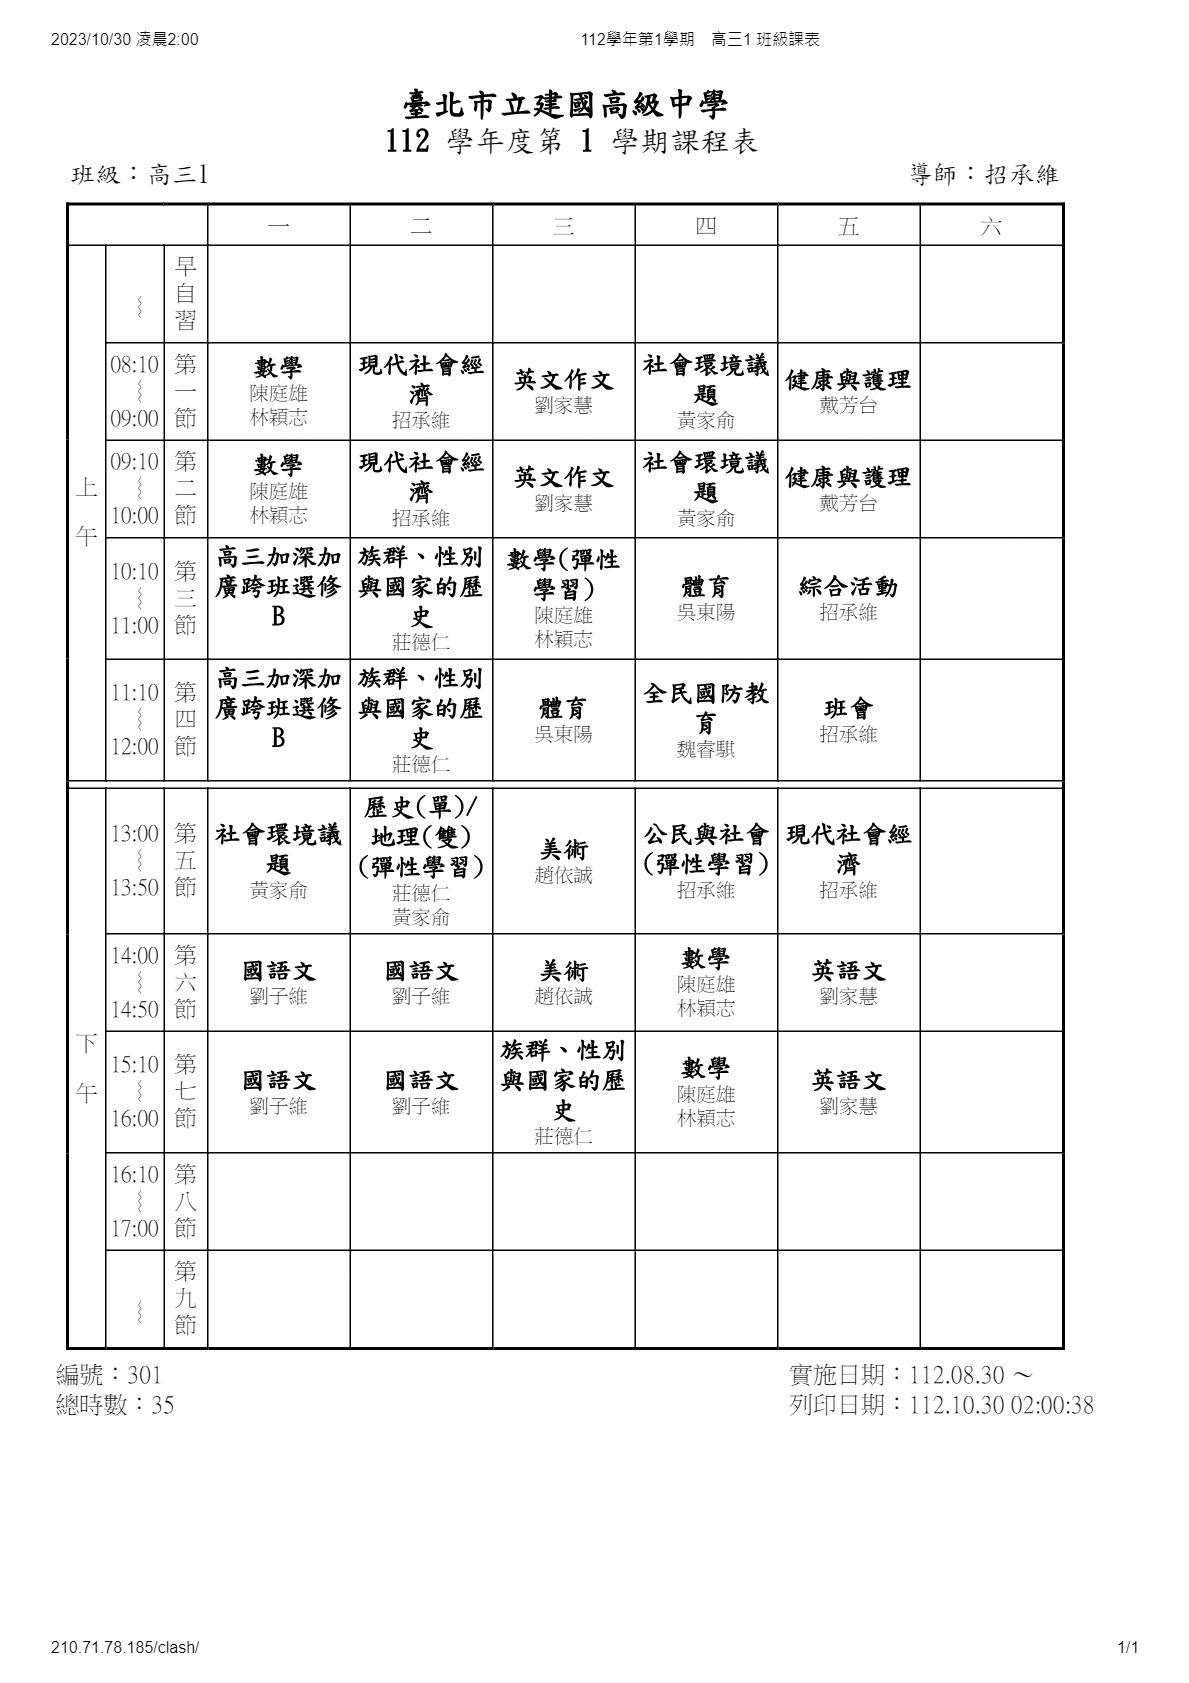 2023/10/30 凌晨2:00
112學年第1學期　高三1 班級課表
臺北市立建國高級中學
112 學年度第 1 學期課程表
班級：高三1
導師：招承維
一 二 三 四 五 六
上午
～
早自習
08:10
～
09:00
第一節
數學
陳庭雄
林穎志
現代社會經
濟
招承維
英文作文
劉家慧
社會環境議
題
黃家俞
健康與護理
戴芳台
09:10
～
10:00
第二節
數學
陳庭雄
林穎志
現代社會經
濟
招承維
英文作文
劉家慧
社會環境議
題
黃家俞
健康與護理
戴芳台
10:10
～
11:00
第三節
高三加深加
廣跨班選修
B
族群、性別
與國家的歷
史
莊德仁
數學(彈性
學習)
陳庭雄
林穎志
體育
吳東陽
綜合活動
招承維
11:10
～
12:00
第四節
高三加深加
廣跨班選修
B
族群、性別
與國家的歷
史
莊德仁
體育
吳東陽
全民國防教
育
魏睿騏
班會
招承維
下午
13:00
～
13:50
第五節
社會環境議
題
黃家俞
歷史(單)/
地理(雙)
(彈性學習)
莊德仁
黃家俞
美術
趙依誠
公民與社會
(彈性學習)
招承維
現代社會經
濟
招承維
14:00
～
14:50
第六節
國語文
劉子維
國語文
劉子維
美術
趙依誠
數學
陳庭雄
林穎志
英語文
劉家慧
15:10
～
16:00
第七節
國語文
劉子維
國語文
劉子維
族群、性別
與國家的歷
史
莊德仁
數學
陳庭雄
林穎志
英語文
劉家慧
16:10
～
17:00
第八節
～
第九節
編號：301
總時數：35
實施日期：112.08.30 ～
列印日期：112.10.30 02:00:38
210.71.78.185/clash/
1/1